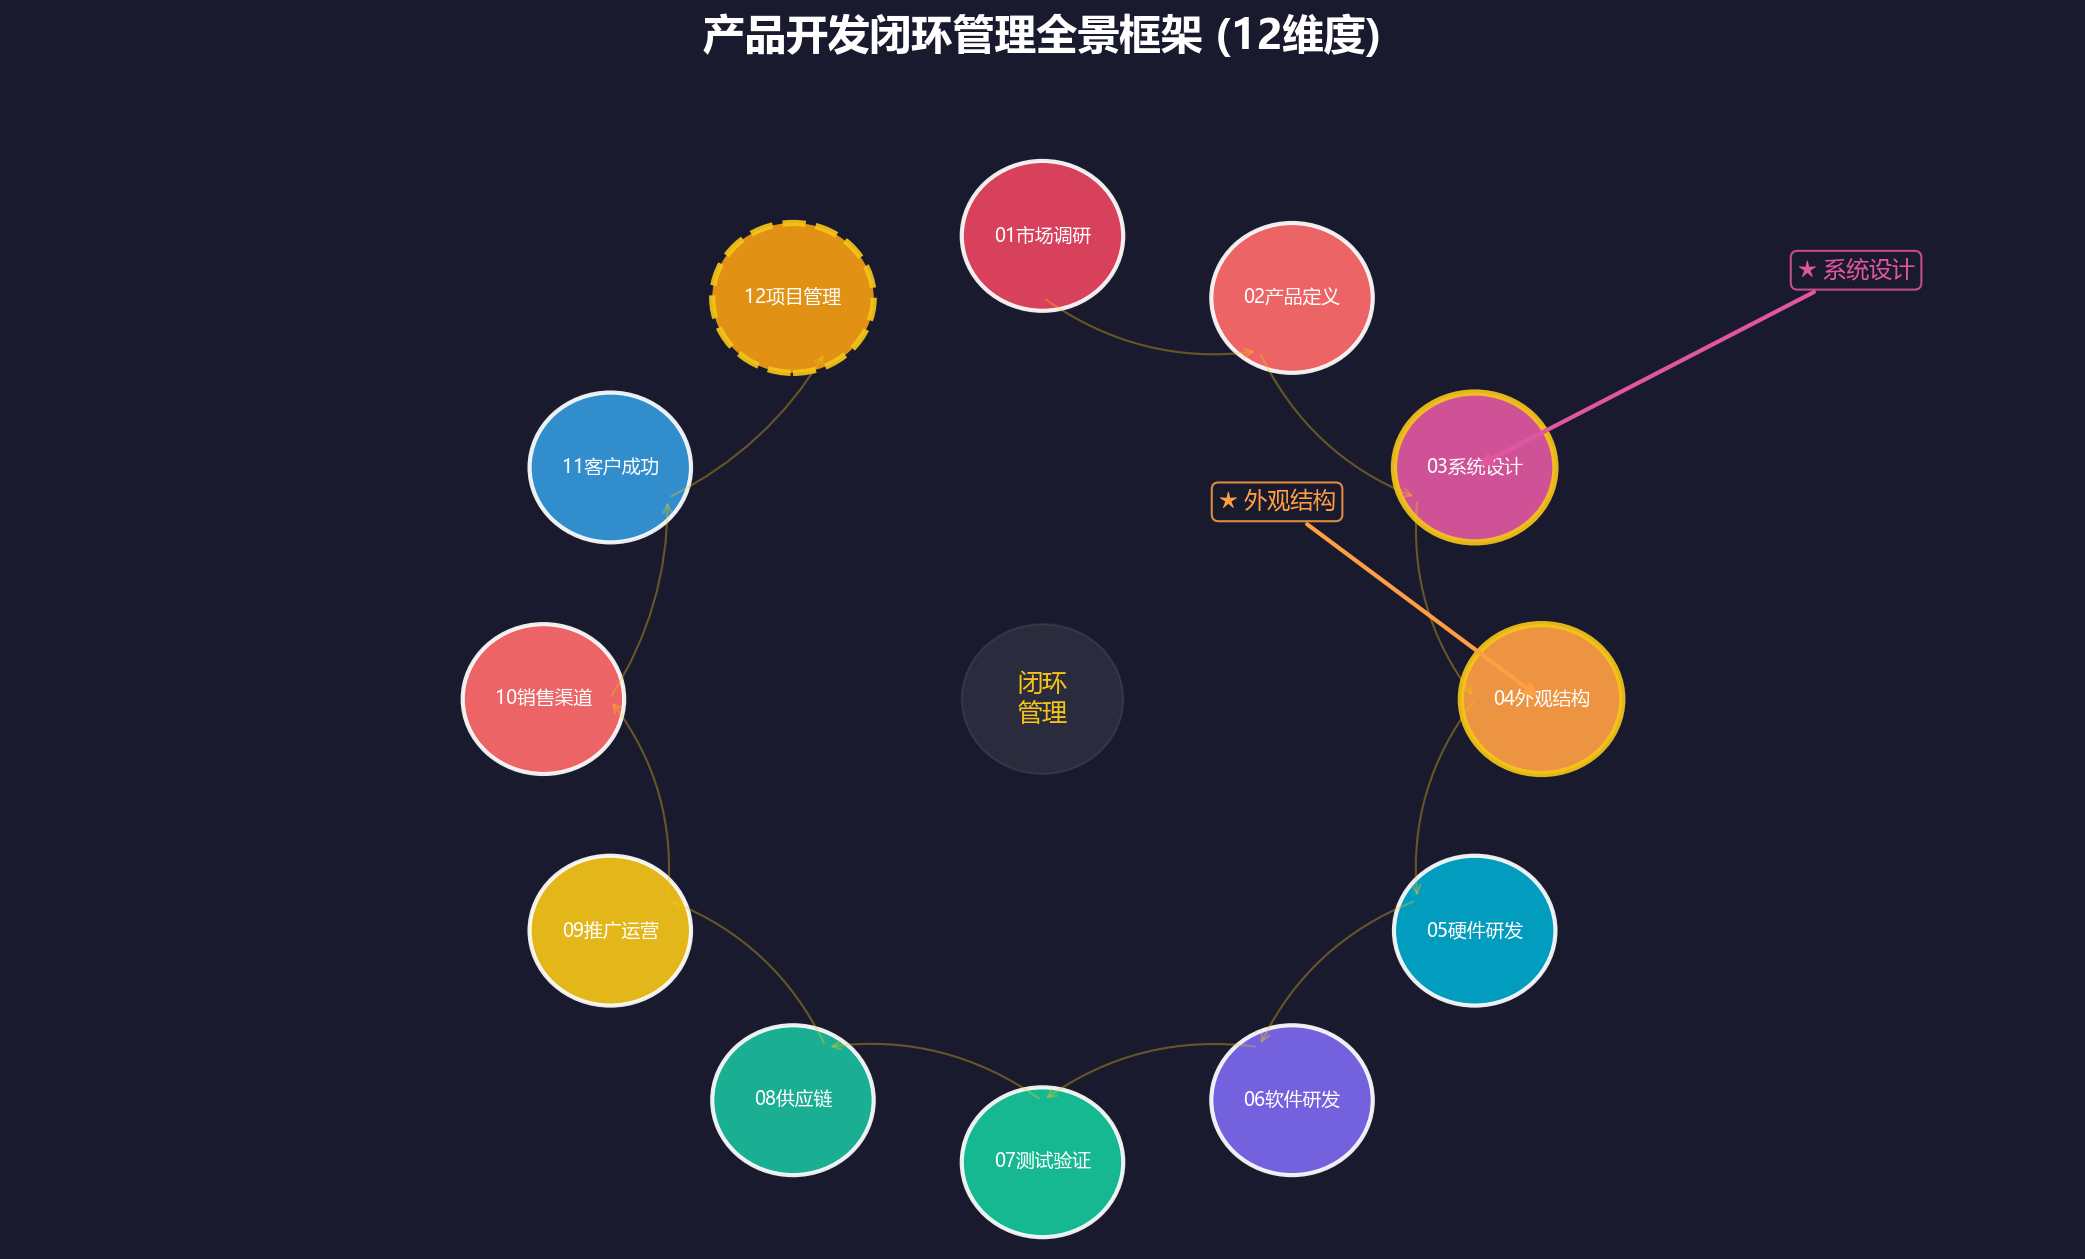 产品开发闭环管理全景框架 (12维度)
01市场调研
02产品定义
12项目管理
★ 系统设计
03系统设计
11客户成功
★ 外观结构
04外观结构
10销售渠道
闭环
管理
05硬件研发
09推广运营
06软件研发
08供应链
07测试验证